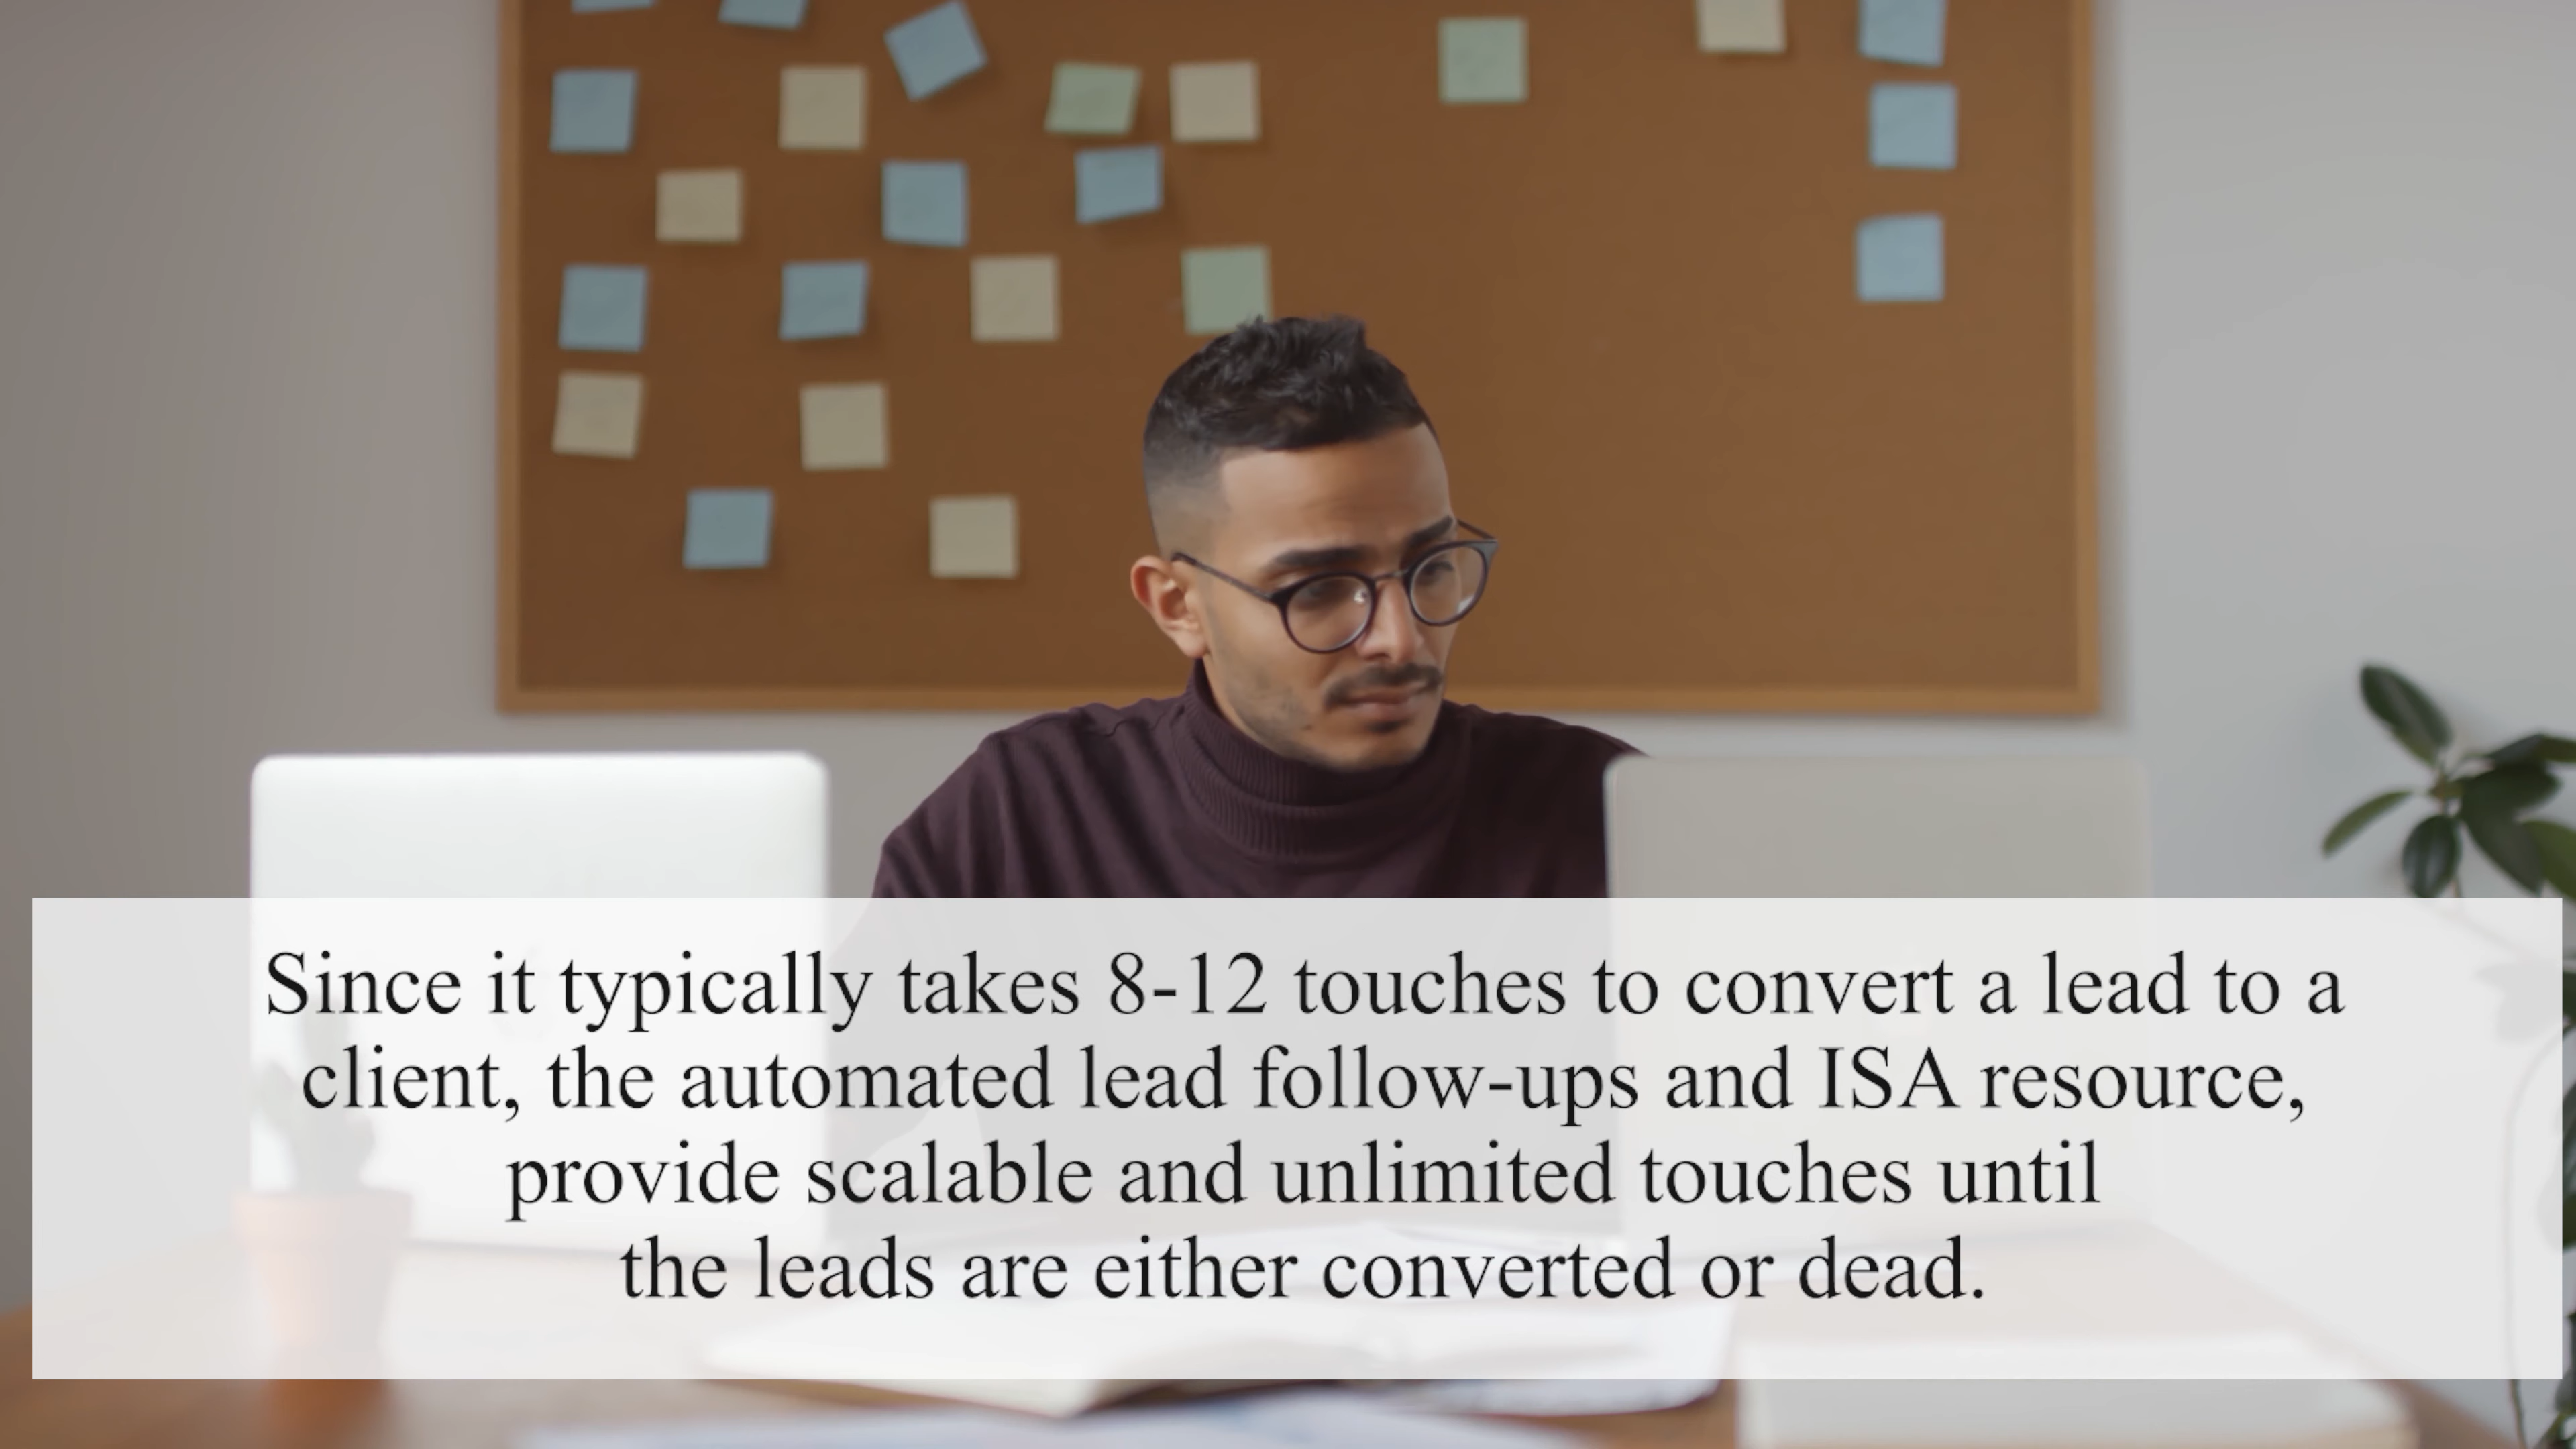 Since it typically takes 8-12 touches to convert a lead to a
client, the automated lead follow-ups and ISA resource,
provide scalable and unlimited touches until
the leads are either converted or dead.